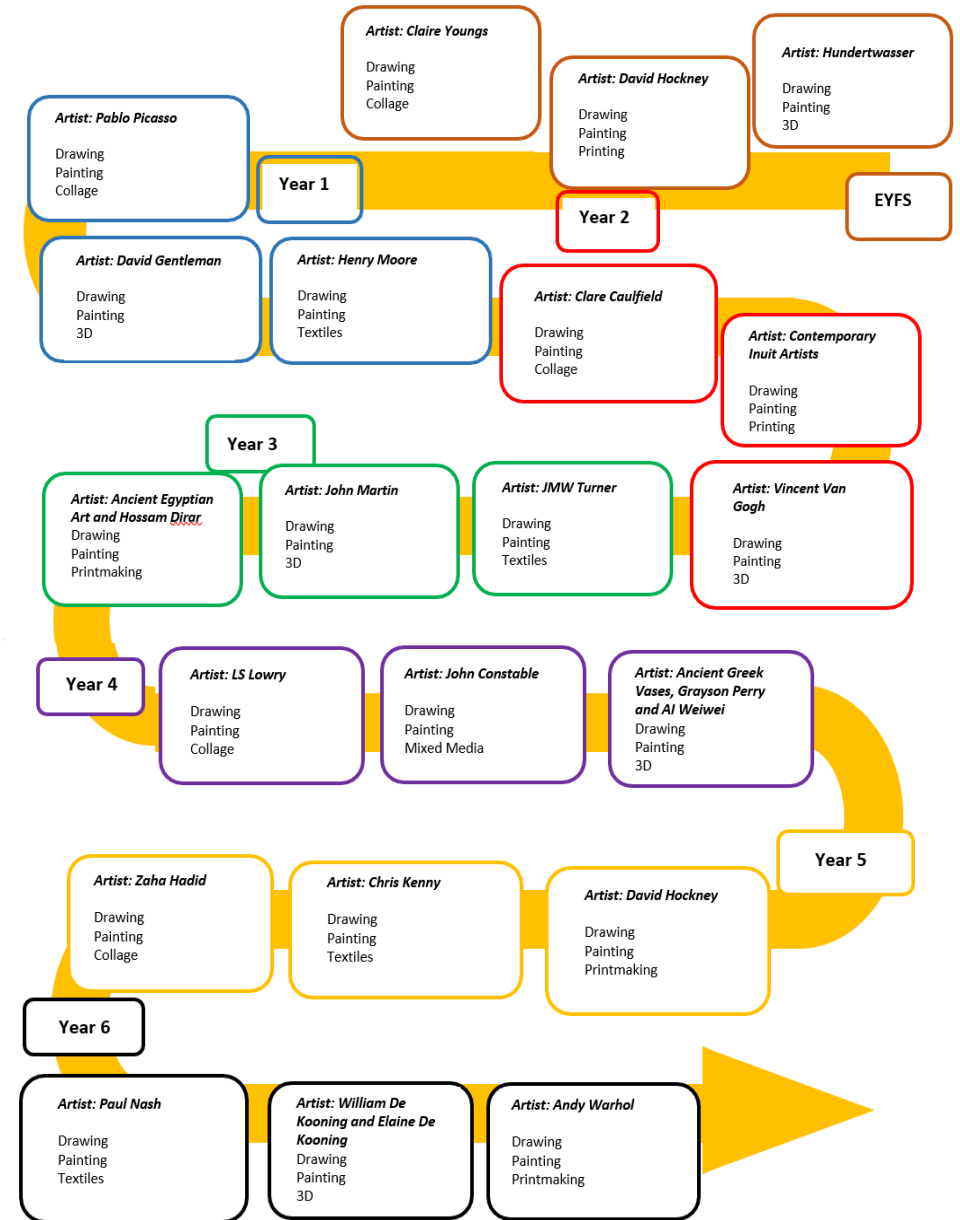 Artist: Claire Youngs
Drawing
Painting
Collage
Artist: David Hockney
Drawing
Painting
Printing
Artist: Hundertwasser
Drawing
Painting
3D
EYFS
Artist: Pablo Picasso
Drawing
Painting
Collage
Year 1
Year 2
Artist: David Gentleman
Drawing
Painting
3D
Artist: Henry Moore
Drawing
Painting
Textiles
Artist: Clare Caulfield
Drawing
Painting
Collage
Artist: Contemporary
Inuit Artists
Drawing
Painting
Printing
Year 3
Artist: Ancient Egyptian
Art and Hossam Dirar
Drawing
Painting
Printmaking
Artist: John Martin
Drawing
Painting
3D
Artist: JMW Turner
Drawing
Painting
Textiles
Artist: Vincent Van
Gogh
Drawing
Painting
3D
Year 4
Artist: LS Lowry
Drawing
Painting
Collage
Artist: John Constable
Drawing
Painting
Mixed Media
Artist: Ancient Greek
Vases, Grayson Perry
and AI Weiwei
Drawing
Painting
3D
Year 5
Artist: Zaha Hadid
Drawing
Painting
Collage
Artist: Chris Kenny
Drawing
Painting
Textiles
Artist: David Hockney
Drawing
Painting
Printmaking
Year 6
Artist: Paul Nash
Drawing
Painting
Textiles
Artist: William De
Kooning and Elaine De
Kooning
Drawing
Painting
3D
Artist: Andy Warhol
Drawing
Painting
Printmaking